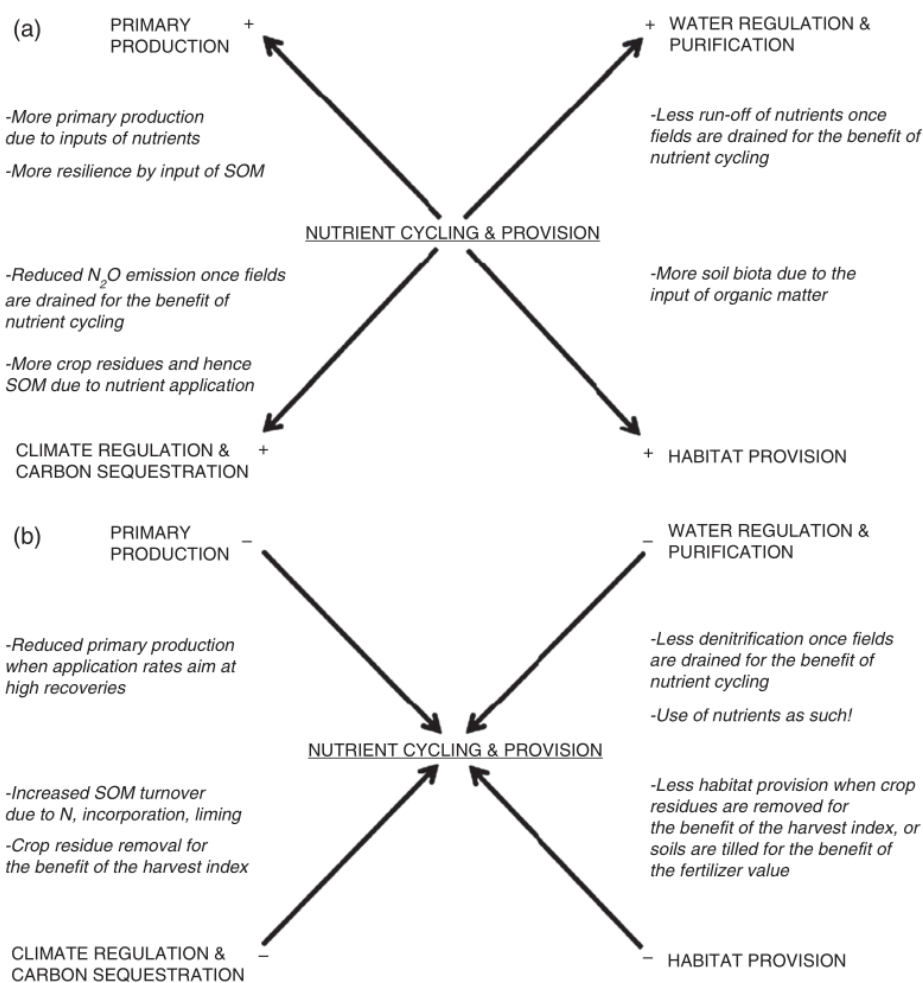 (a)
PRIMARY +
PRODUCTION
+ WATER REGULATION &
PURIFICATION
-More primary production
due to inputs of nutrients
-More resilience by input of SOM
-Less run-off of nutrients once
fields are drained for the benefit of
nutrient cycling
NUTRIENT CYCLING & PROVISION
-Reduced N2O emission once fields
are drained for the benefit of
nutrient cycling
-More crop residues and hence
SOM due to nutrient application
-More soil biota due to the
input of organic matter
CLIMATE REGULATION & +
CARBON SEQUESTRATION
+ HABITAT PROVISION
(b)
PRIMARY
PRODUCTION –
WATER REGULATION &
– PURIFICATION
-Reduced primary production
when application rates aim at
high recoveries
-Less denitrification once fields
are drained for the benefit of
nutrient cycling
-Use of nutrients as such!
NUTRIENT CYCLING & PROVISION
-Increased SOM turnover
due to N, incorporation, liming
-Crop residue removal for
the benefit of the harvest index
-Less habitat provision when crop
residues are removed for
the benefit of the harvest index, or
soils are tilled for the benefit of
the fertilizer value
CLIMATE REGULATION & –
CARBON SEQUESTRATION
– HABITAT PROVISION